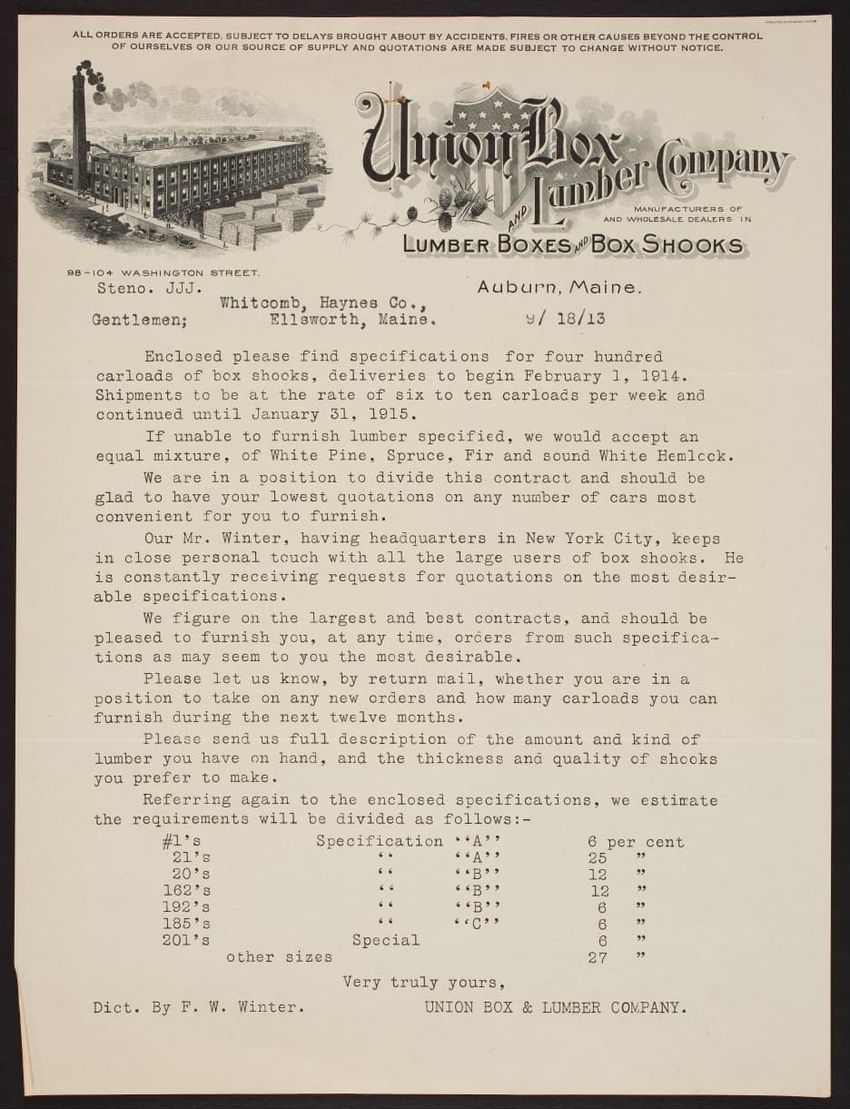 ALL ORDERS ARE ACCEPTED, SUBJECT TO DELAYS BROUGHT ABOUT BY ACCIDENTS, FIRES OR OTHER CAUSES BEYOND THE CONTROL
OF OURSELVES OR OUR SOURCE OF SUPPLY AND QUOTATIONS ARE MADE SUBJECT TO CHANGE WITHOUT NOTICE.
Union Box
AND Lumber Company
MANUFACTURERS OF
AND WHOLESALE DEALERS IN
LUMBER BOXES AND BOX SHOOKS
98-104 WASHINGTON STREET.
Steno. JJJ. Auburn, Maine.
Whitcomb, Haynes Co.,
Gentlemen; Ellsworth, Maine. 9/ 18/13
Enclosed please find specifications for four hundred
carloads of box shooks, deliveries to begin February 1, 1914.
Shipments to be at the rate of six to ten carloads per week and
continued until January 31, 1915.
If unable to furnish lumber specified, we would accept an
equal mixture, of White Pine, Spruce, Fir and sound White Hemlock.
We are in a position to divide this contract and should be
glad to have your lowest quotations on any number of cars most
convenient for you to furnish.
Our Mr. Winter, having headquarters in New York City, keeps
in close personal touch with all the large users of box shooks. He
is constantly receiving requests for quotations on the most desir-
able specifications.
We figure on the largest and best contracts, and should be
pleased to furnish you, at any time, orders from such specifica-
tions as may seem to you the most desirable.
Please let us know, by return mail, whether you are in a
position to take on any new orders and how many carloads you can
furnish during the next twelve months.
Please send us full description of the amount and kind of
lumber you have on hand, and the thickness and quality of shooks
you prefer to make.
Referring again to the enclosed specifications, we estimate
the requirements will be divided as follows:-
#1's Specification ‘‘A’’ 6 per cent
21's ‘‘ ‘‘A’’ 25 ”
20's ‘‘ ‘‘B’’ 12 ”
162's ‘‘ ‘‘B’’ 12 ”
192's ‘‘ ‘‘B’’ 6 ”
185's ‘‘ ‘‘C’’ 6 ”
201's Special 6 ”
other sizes 27 ”
Very truly yours,
Dict. By F. W. Winter. UNION BOX & LUMBER COMPANY.